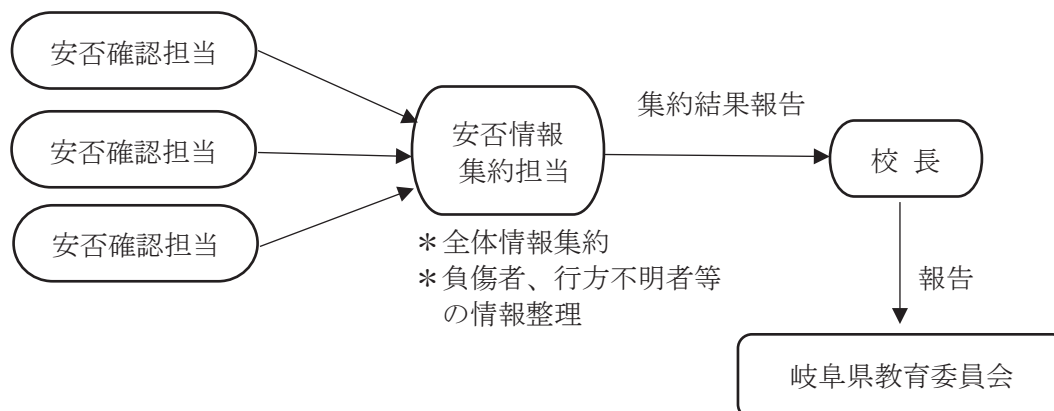 安否確認担当
安否確認担当
安否確認担当
安否情報
集約担当
＊全体情報集約
＊負傷者、行方不明者等
の情報整理
集約結果報告
校 長
報告
岐阜県教育委員会